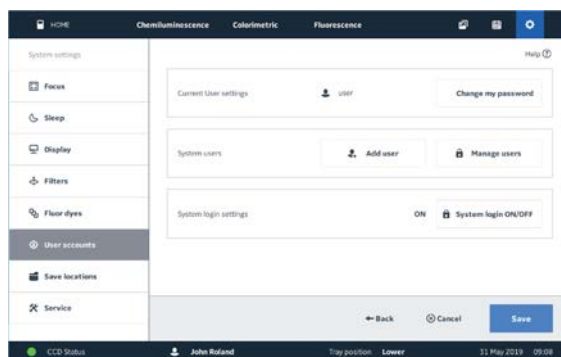 HOME Chemiluminescence Colorimetric Fluorescence
System settings Help ?
Focus
Current User settings user Change my password
Sleep
Display
System users Add user Manage users
Filters
Fluor dyes
System login settings ON System login ON/OFF
User accounts
Save locations
Service
Back Cancel Save
CCD Status John Roland Tray position Lower 31 May 2019 09:08